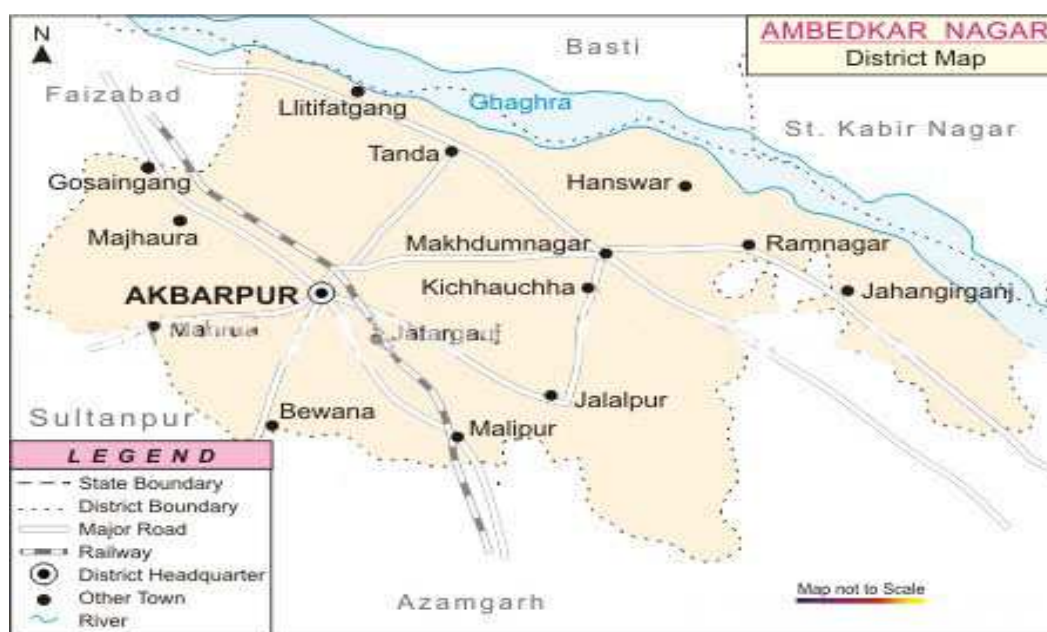 N
AMBEDKAR NAGAR
District Map
Basti
Faizabad
Ghaghra
St. Kabir Nagar
Llitifatgang
Tanda
Gosaingang
Hanswar
Majhaura
Makhdumnagar
Ramnagar
AKBARPUR
Kichhauchha
Jahangirganj
Jalalpur
Sultanpur
Bewana
Malipur
LEGEND
State Boundary
District Boundary
Major Road
Railway
District Headquarter
Other Town
River
Azamgarh
Map not to Scale